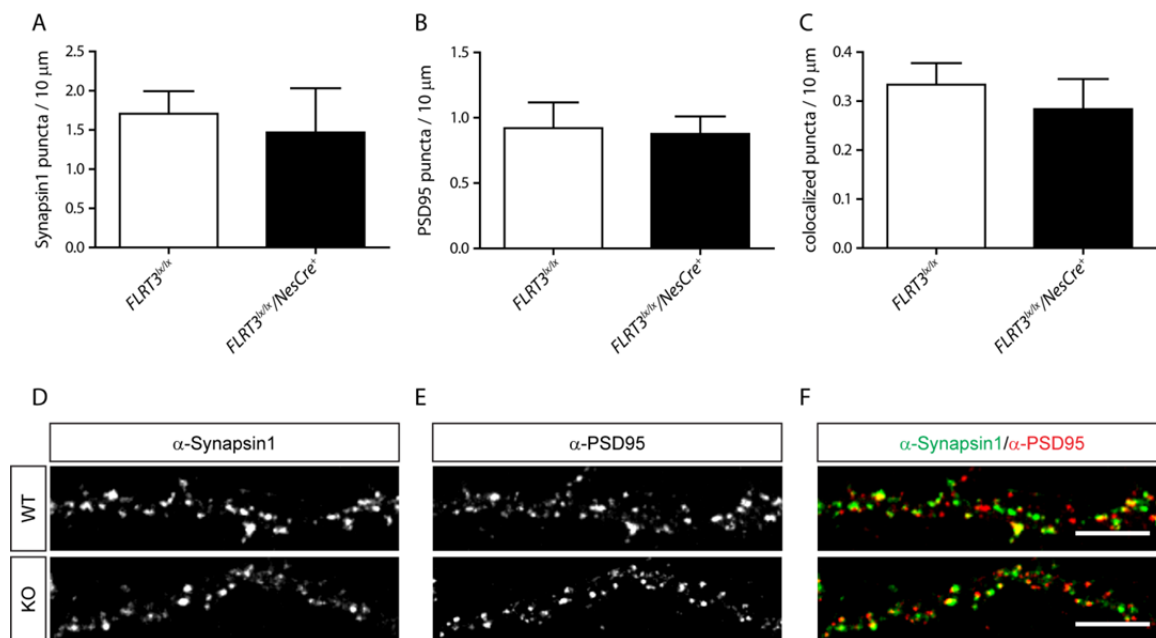 A
Synapsin1 puncta / 10 μm
2.5
2.0
1.5
1.0
0.5
0.0
FLRT3lx/lx
FLRT3lx/lx/NesCre+
B
PSD95 puncta / 10 μm
1.5
1.0
0.5
0.0
FLRT3lx/lx
FLRT3lx/lx/NesCre+
C
colocalized puncta / 10 μm
0.4
0.3
0.2
0.1
0.0
FLRT3lx/lx
FLRT3lx/lx/NesCre+
D
α-Synapsin1
E
α-PSD95
F
α-Synapsin1/α-PSD95
WT
KO